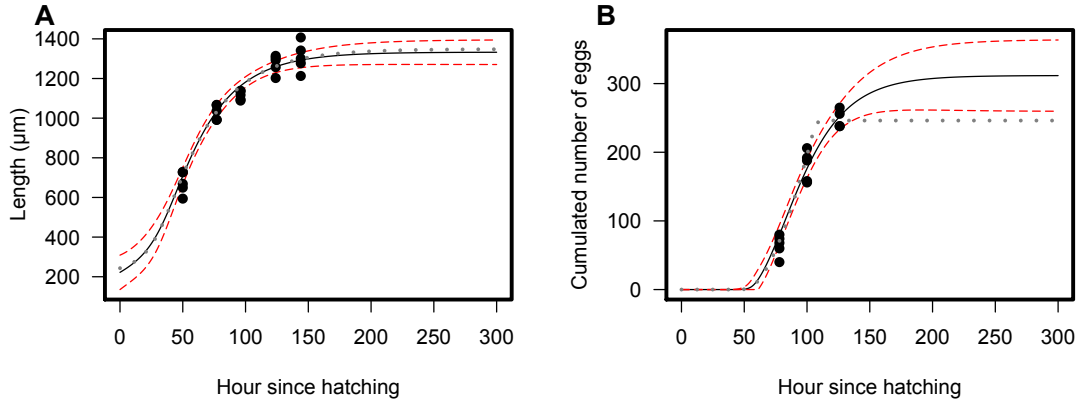 A
Length (µm)
1400
1200
1000
800
600
400
200
0 50 100 150 200 250 300
Hour since hatching
B
Cumulated number of eggs
300
200
100
0
0 50 100 150 200 250 300
Hour since hatching